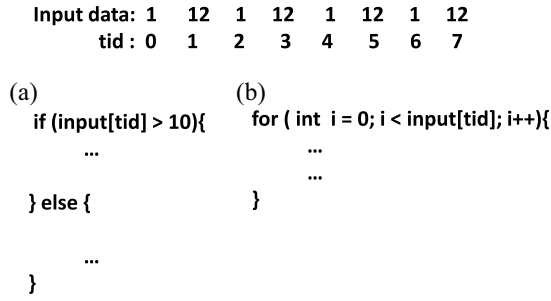 Input data: 1 12 1 12 1 12 1 12
tid : 0 1 2 3 4 5 6 7
(a)
if (input[tid] > 10){
...
} else {
...
}
(b)
for ( int i = 0; i < input[tid]; i++){
...
...
}